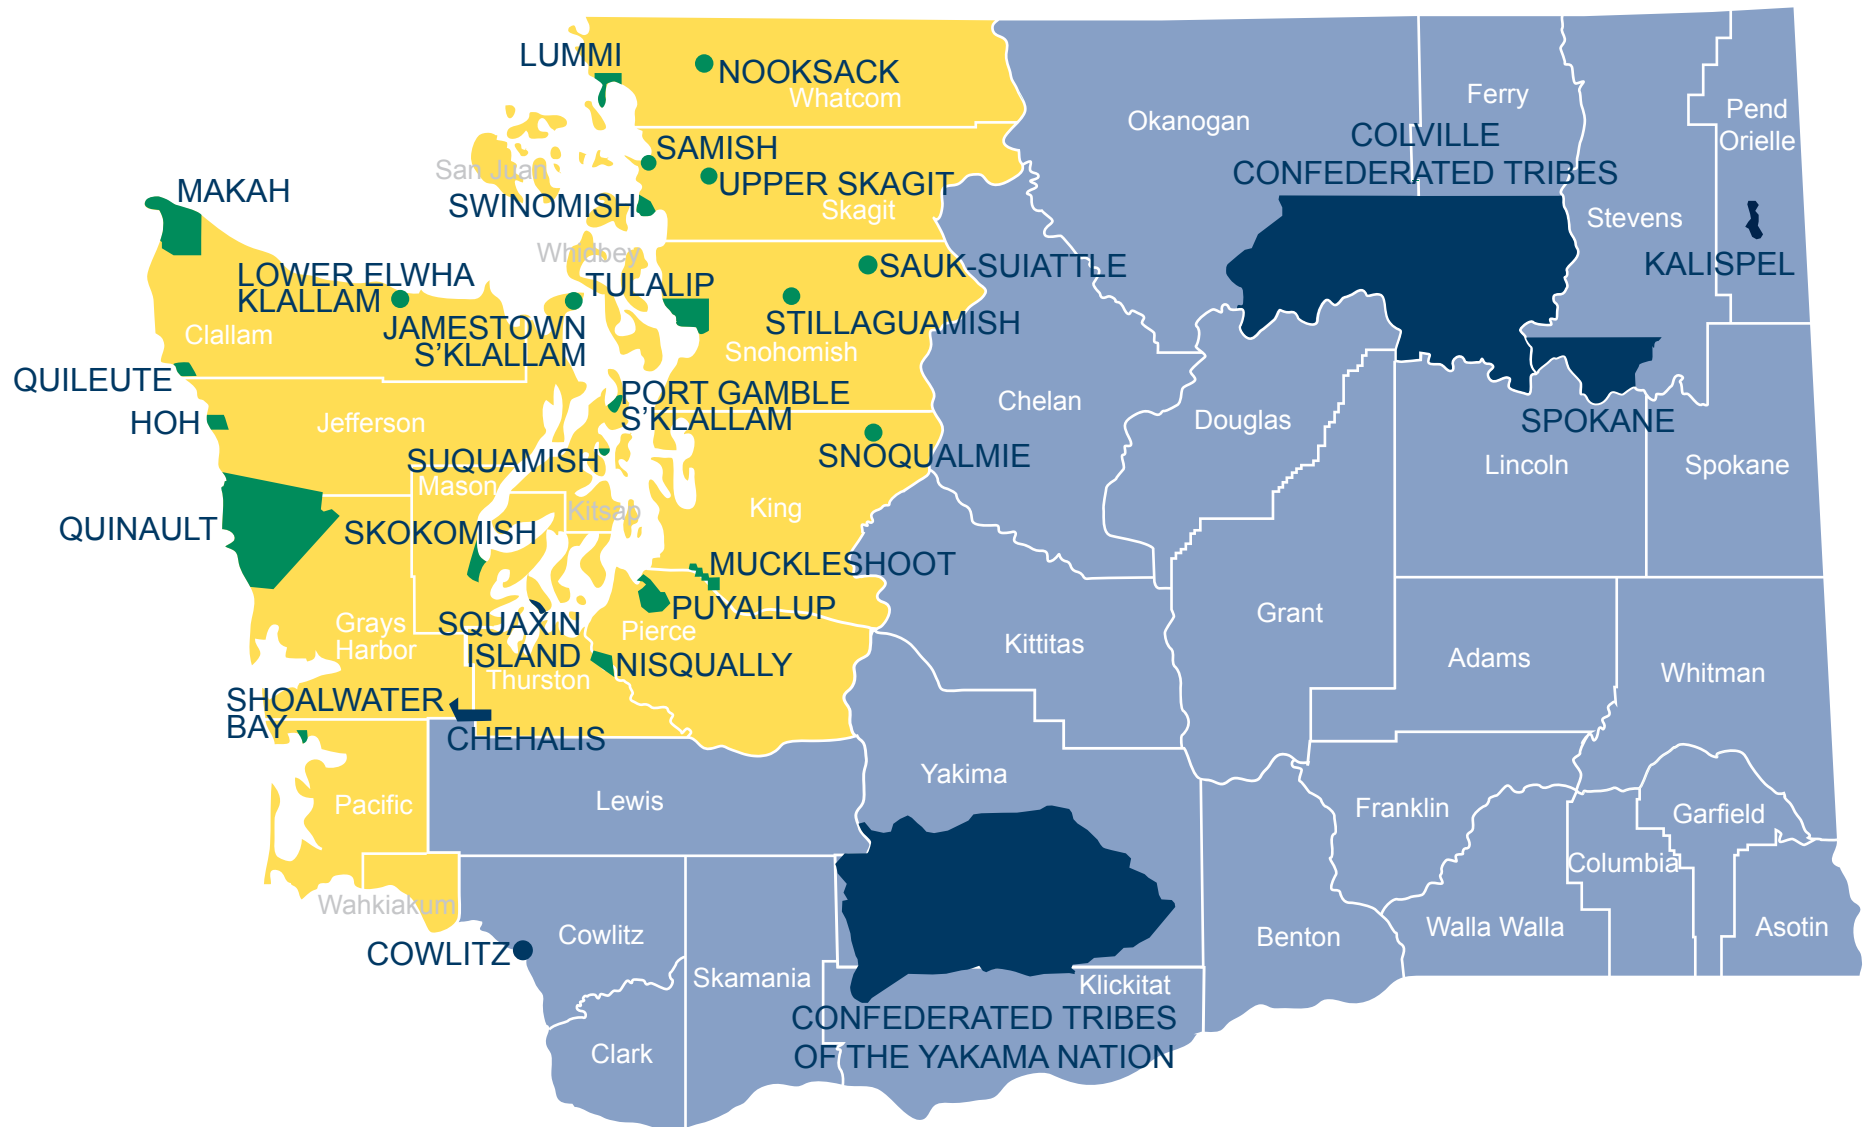 LUMMI
NOOKSACK
Whatcom
Okanogan
Ferry
Pend
Orielle
COLVILLE
CONFEDERATED TRIBES
SAMISH
San Juan
UPPER SKAGIT
Skagit
SWINOMISH
MAKAH
Stevens
KALISPEL
Whidbey
LOWER ELWHA
KLALLAM
TULALIP
SAUK-SUIATTLE
JAMESTOWN
S'KLALLAM
STILLAGUAMISH
Snohomish
Clallam
QUILEUTE
HOH
Jefferson
PORT GAMBLE
S'KLALLAM
Chelan
Douglas
SPOKANE
SNOQUALMIE
SUQUAMISH
Mason
Lincoln
Spokane
Kitsap
King
QUINAULT
SKOKOMISH
MUCKLESHOOT
PUYALLUP
Grays
Harbor
SQUAXIN
ISLAND
Pierce
NISQUALLY
Thurston
Kittitas
Grant
Adams
Whitman
SHOALWATER
BAY
CHEHALIS
Yakima
Lewis
Pacific
Franklin
Garfield
Columbia
Wahkiakum
COWLITZ
Cowlitz
Skamania
Klickitat
Benton
Walla Walla
Asotin
CONFEDERATED TRIBES
OF THE YAKAMA NATION
Clark